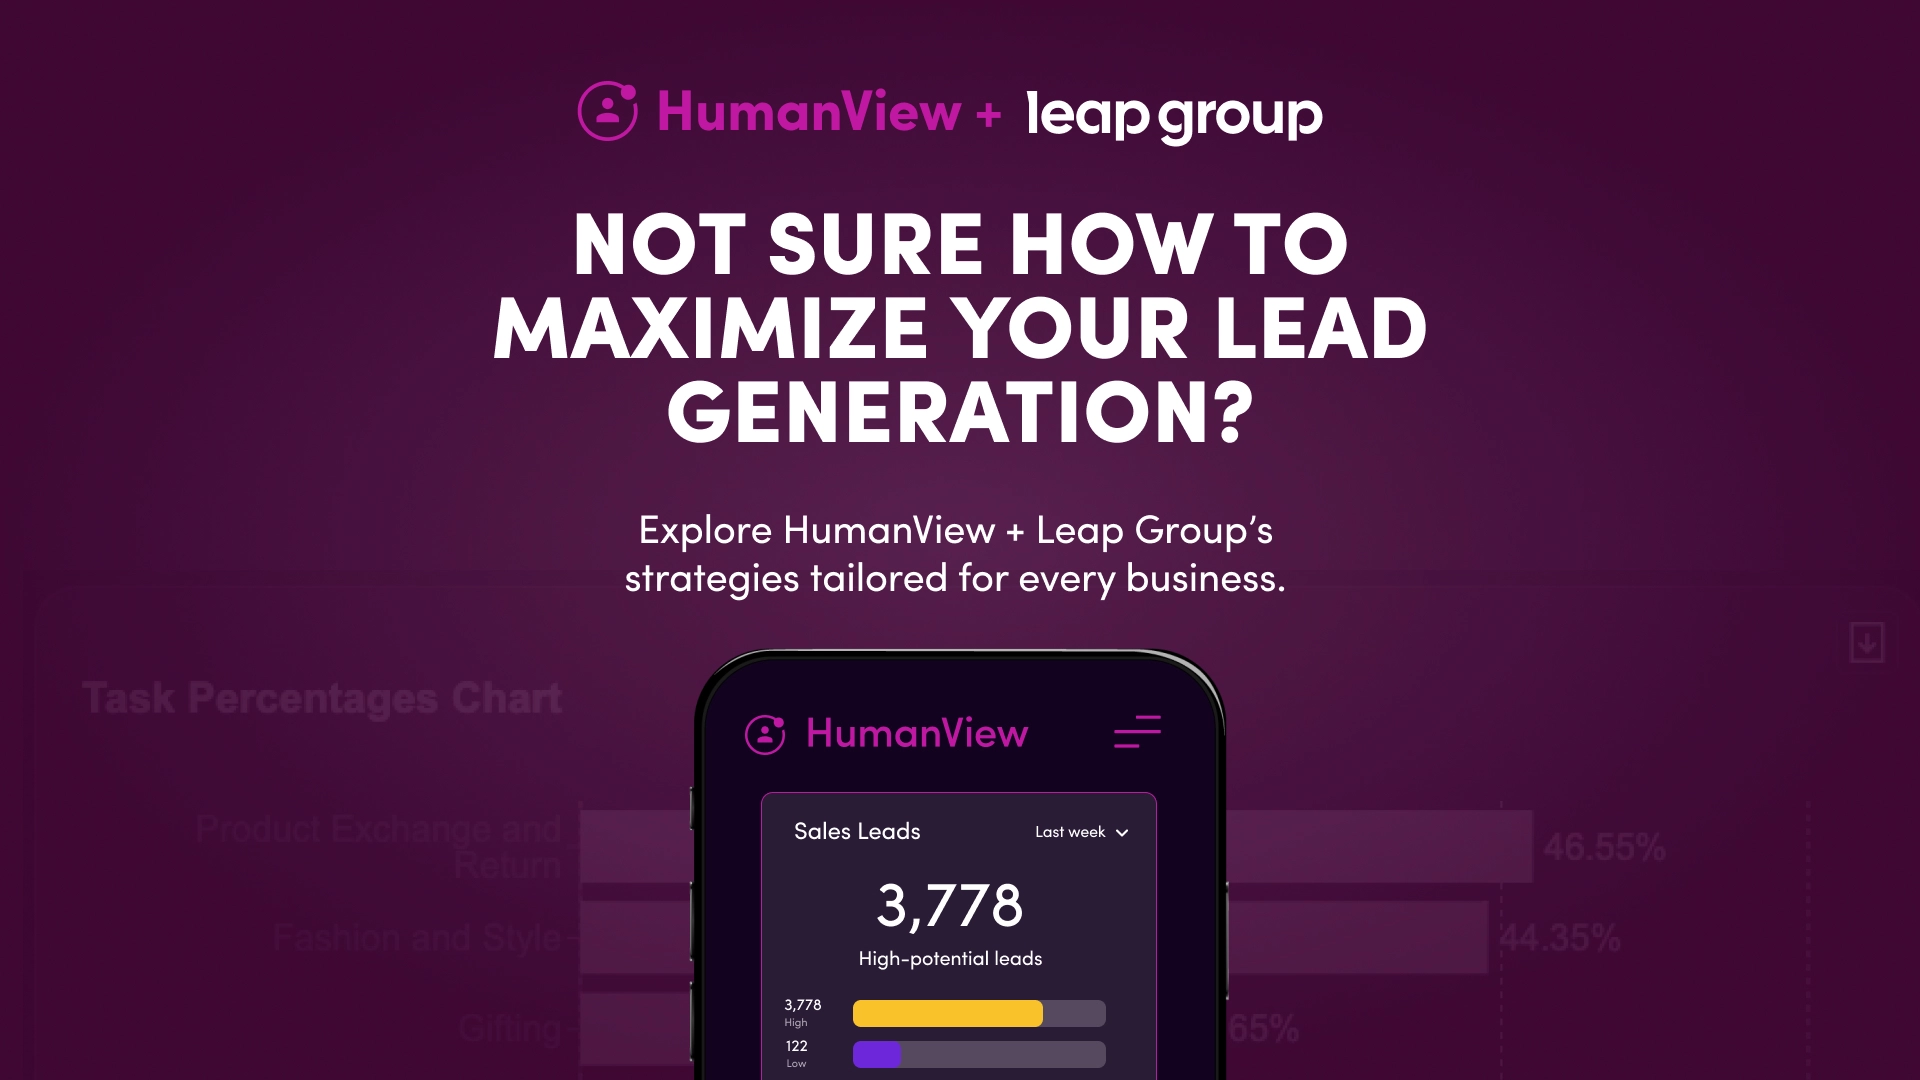 HumanView + leap group
NOT SURE HOW TO
MAXIMIZE YOUR LEAD
GENERATION?
Explore HumanView + Leap Group’s
strategies tailored for every business.
Task Percentages Chart
HumanView
Sales Leads
Last week
3,778
High-potential leads
3,778
High
122
Low
Product Exchange and
Return
46.55%
Fashion and Style
44.35%
Gifting
65%